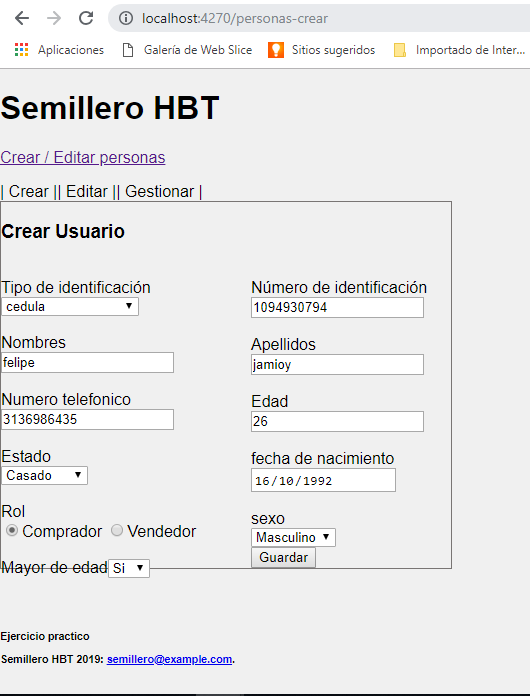 localhost:4270/personas-crear
Aplicaciones Galería de Web Slice Sitios sugeridos Importado de Inter...
Semillero HBT
Crear / Editar personas
| Crear || Editar || Gestionar |
Crear Usuario
Tipo de identificación Número de identificación
cedula 1094930794
Nombres Apellidos
felipe jamioy
Numero telefonico Edad
3136986435 26
Estado fecha de nacimiento
Casado 16/10/1992
Rol sexo
Comprador Vendedor Masculino
Guardar
Mayor de edad Si
Ejercicio practico
Semillero HBT 2019: semillero@example.com.